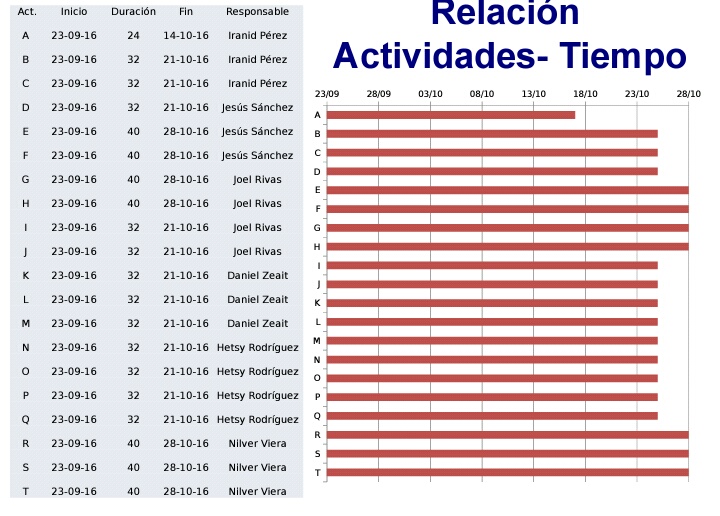 Act. Inicio Duración Fin Responsable
A 23-09-16 24 14-10-16 Iranid Pérez
B 23-09-16 32 21-10-16 Iranid Pérez
C 23-09-16 32 21-10-16 Iranid Pérez
D 23-09-16 32 21-10-16 Jesús Sánchez
E 23-09-16 40 28-10-16 Jesús Sánchez
F 23-09-16 40 28-10-16 Jesús Sánchez
G 23-09-16 40 28-10-16 Joel Rivas
H 23-09-16 40 28-10-16 Joel Rivas
I 23-09-16 32 21-10-16 Joel Rivas
J 23-09-16 32 21-10-16 Joel Rivas
K 23-09-16 32 21-10-16 Daniel Zeait
L 23-09-16 32 21-10-16 Daniel Zeait
M 23-09-16 32 21-10-16 Daniel Zeait
N 23-09-16 32 21-10-16 Hetsy Rodríguez
O 23-09-16 32 21-10-16 Hetsy Rodríguez
P 23-09-16 32 21-10-16 Hetsy Rodríguez
Q 23-09-16 32 21-10-16 Hetsy Rodríguez
R 23-09-16 40 28-10-16 Nilver Viera
S 23-09-16 40 28-10-16 Nilver Viera
T 23-09-16 40 28-10-16 Nilver Viera
Relación
Actividades- Tiempo
23/09 28/09 03/10 08/10 13/10 18/10 23/10 28/10
A
B
C
D
E
F
G
H
I
J
K
L
M
N
O
P
Q
R
S
T